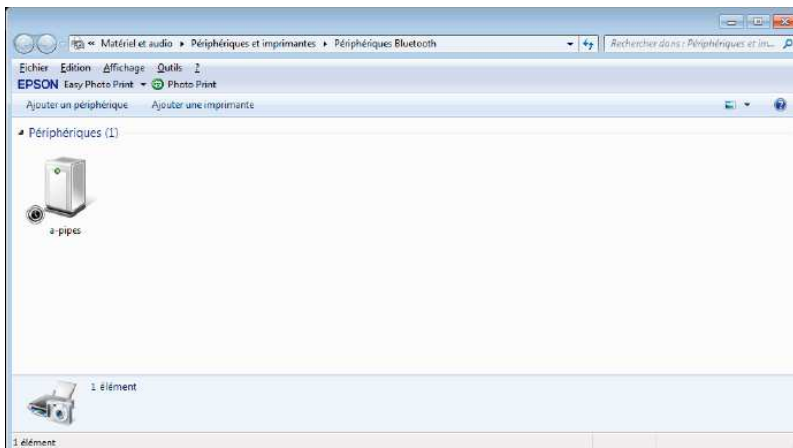 « Matériel et audio ▸ Périphériques et imprimantes ▸ Périphériques Bluetooth
Rechercher dans : Périphériques et im...
Fichier Edition Affichage Outils ?
EPSON Easy Photo Print Photo Print
Ajouter un périphérique Ajouter une imprimante
Périphériques (1)
a-pipes
1 élément
1 élément